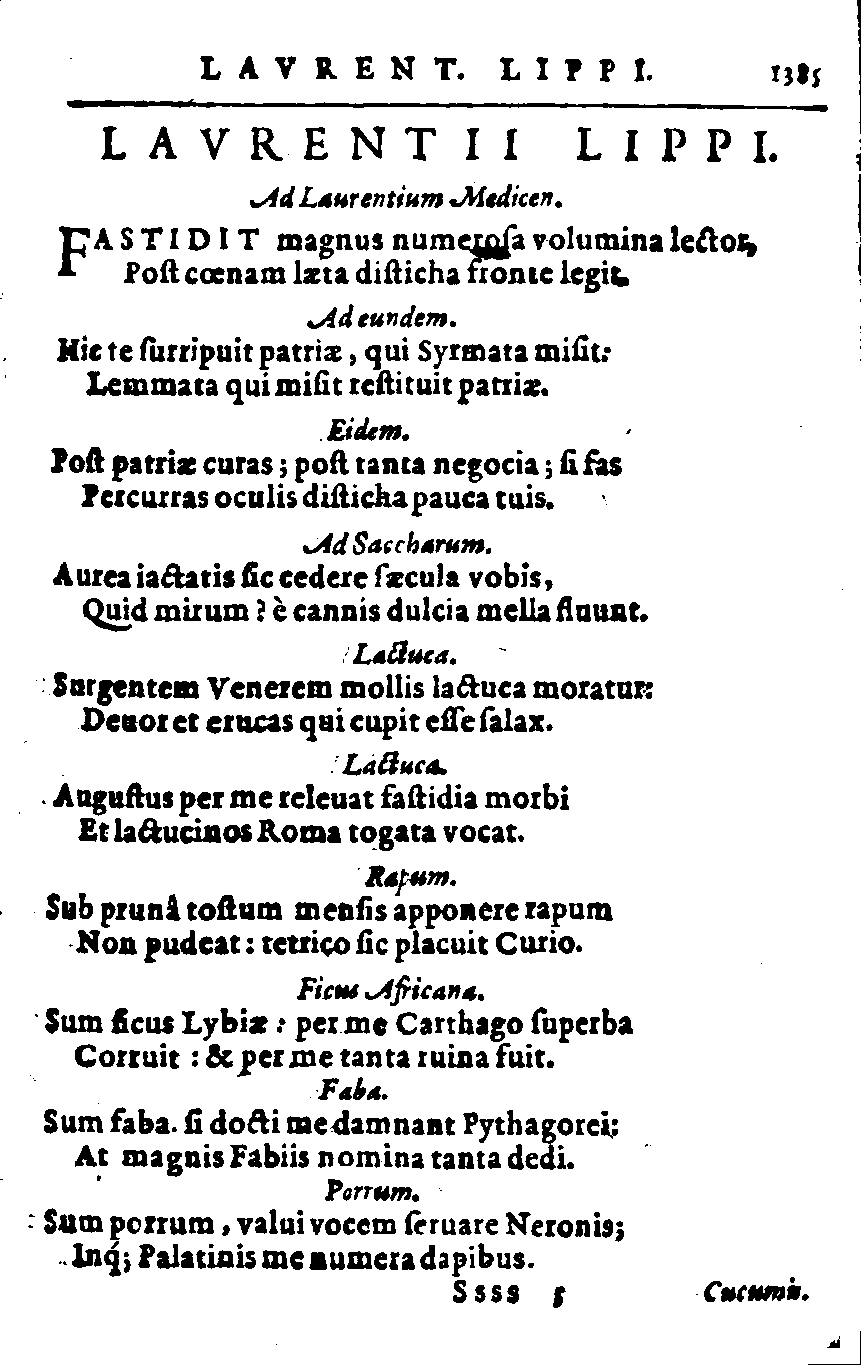 LAVRENT. LIPPI. 1385
LAVRENTII LIPPI.
Ad Laurentium Medicen.
FASTIDIT magnus numeroſa volumina lector,
Poſt cœnam læta diſticha fronte legit.
Ad eundem.
Hic te ſurripuit patriæ, qui Syrmata miſit:
Lemmata qui miſit reſtituit patriæ.
Eidem.
Poſt patriæ curas; poſt tanta negocia; ſi fas
Percurras oculis diſticha pauca tuis.
Ad Saccharum.
Aurea iactatis ſic cedere ſæcula vobis,
Quid mirum? è cannis dulcia mella fluunt.
Lactuca.
Surgentem Venerem mollis lactuca moratur:
Deuoret erucas qui cupit eſſe ſalax.
Lactuca.
Auguſtus per me releuat faſtidia morbi
Et lactucinos Roma togata vocat.
Rapum.
Sub prunâ toſtum menſis apponere rapum
Non pudeat: tetrico ſic placuit Curio.
Ficus Africana.
Sum ficus Lybiæ: per me Carthago ſuperba
Corruit: & per me tanta ruina fuit.
Faba.
Sum faba. ſi docti me damnant Pythagorei;
At magnis Fabiis nomina tanta dedi.
Porrum.
Sum porrum, valui vocem ſeruare Neronis;
Inq́; Palatinis me numera dapibus.
Ssss 5 Cucumis.